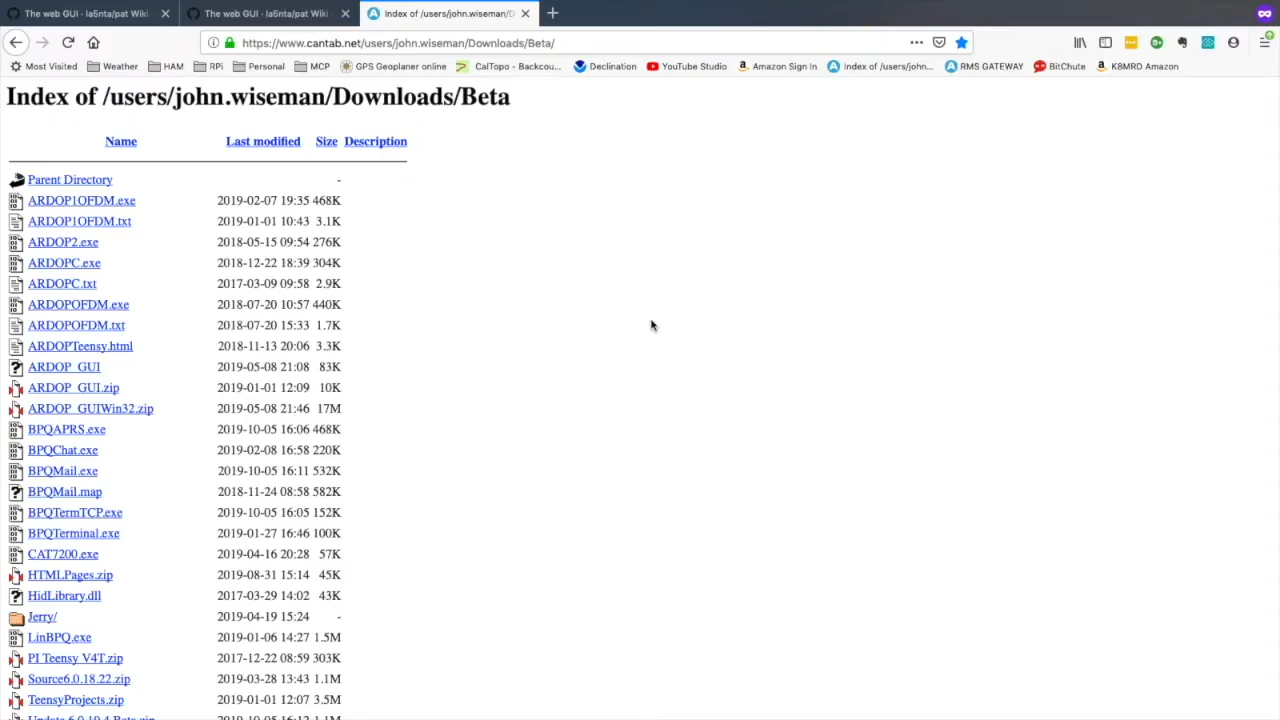 The web GUI · la5nta/pat Wiki
The web GUI · la5nta/pat Wiki
Index of /users/john.wiseman/D
https://www.cantab.net/users/john.wiseman/Downloads/Beta/
Most Visited Weather HAM RPi Personal MCP GPS Geoplaner online CalTopo - Backcou... Declination YouTube Studio Amazon Sign In Index of /users/john... RMS GATEWAY BitChute K8MRD Amazon
Index of /users/john.wiseman/Downloads/Beta
Name Last modified Size Description
Parent Directory -
ARDOP1OFDM.exe 2019-02-07 19:35 468K
ARDOP1OFDM.txt 2019-01-01 10:43 3.1K
ARDOP2.exe 2018-05-15 09:54 276K
ARDOPC.exe 2018-12-22 18:39 304K
ARDOPC.txt 2017-03-09 09:58 2.9K
ARDOPOFDM.exe 2018-07-20 10:57 440K
ARDOPOFDM.txt 2018-07-20 15:33 1.7K
ARDOPTeensy.html 2018-11-13 20:06 3.3K
ARDOP_GUI 2019-05-08 21:08 83K
ARDOP_GUI.zip 2019-01-01 12:09 10K
ARDOP_GUIWin32.zip 2019-05-08 21:46 17M
BPQAPRS.exe 2019-10-05 16:06 468K
BPQChat.exe 2019-02-08 16:58 220K
BPQMail.exe 2019-10-05 16:11 532K
BPQMail.map 2018-11-24 08:58 582K
BPQTermTCP.exe 2019-10-05 16:05 152K
BPQTerminal.exe 2019-01-27 16:46 100K
CAT7200.exe 2019-04-16 20:28 57K
HTMLPages.zip 2019-08-31 15:14 45K
HidLibrary.dll 2017-03-29 14:02 43K
Jerry/ 2019-04-19 15:24 -
LinBPQ.exe 2019-01-06 14:27 1.5M
PI Teensy V4T.zip 2017-12-22 08:59 303K
Source6.0.18.22.zip 2019-03-28 13:43 1.1M
TeensyProjects.zip 2019-01-01 12:07 3.5M
Update 6.0.19.4 Beta.zip 2019-10-05 16:12 1.1M